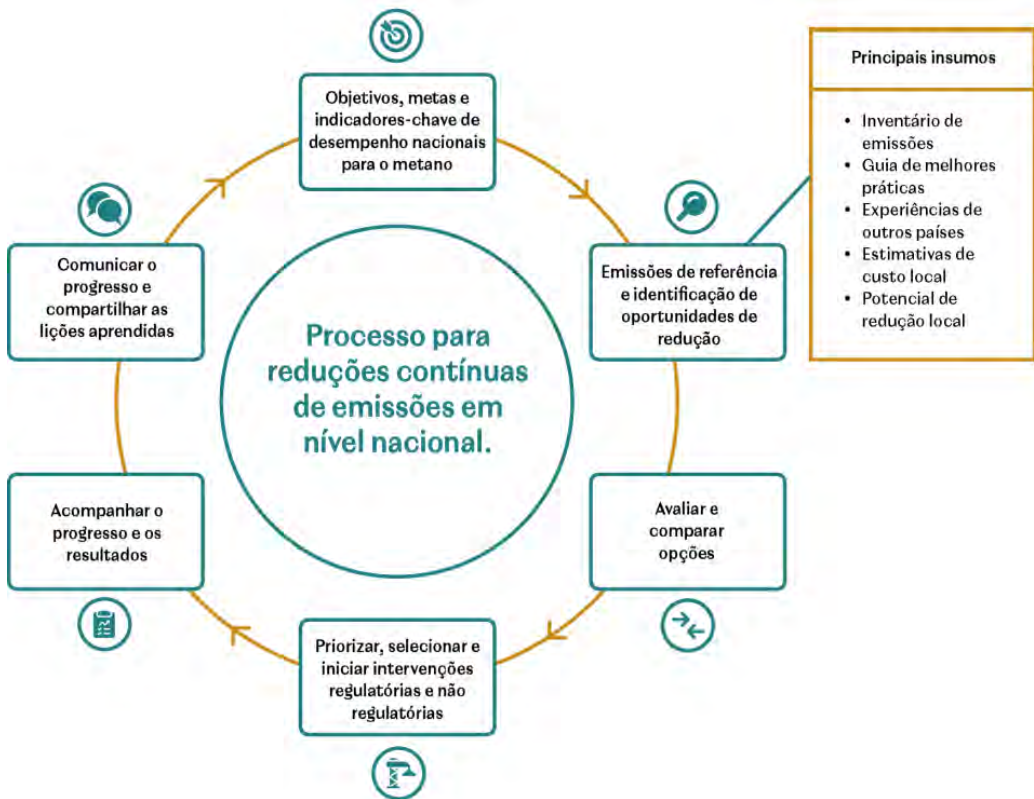 Objetivos, metas e
indicadores-chave de
desempenho nacionais
para o metano
Principais insumos
• Inventário de
emissões
• Guia de melhores
práticas
• Experiências de
outros países
• Estimativas de
custo local
• Potencial de
redução local
Emissões de referência
e identificação de
oportunidades de
redução
Avaliar e
comparar
opções
Priorizar, selecionar e
iniciar intervenções
regulatórias e não
regulatórias
Acompanhar o
progresso e os
resultados
Comunicar o
progresso e
compartilhar as
lições aprendidas
Processo para
reduções contínuas
de emissões em
nível nacional.